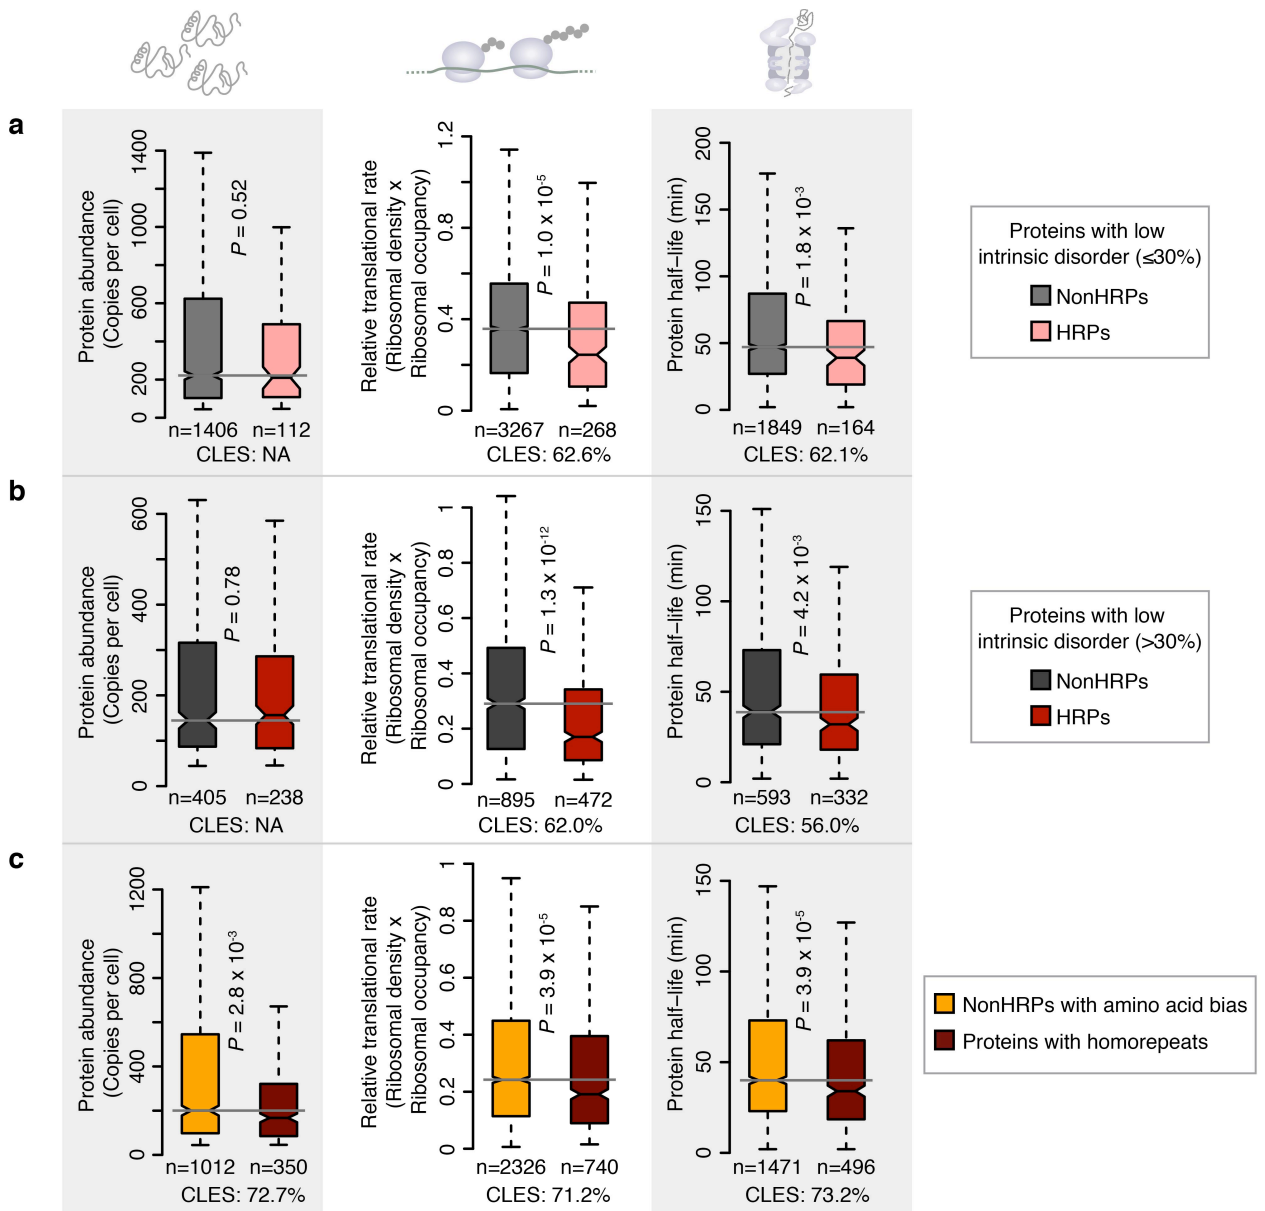 a
Protein abundance
(Copies per cell)
0
200
600
1000
1400
P = 0.52
n=1406
n=112
CLES: NA
Relative translational rate
(Ribosomal density x
Ribosomal occupancy)
0
0.4
0.8
1.2
P = 1.0 x 10-5
n=3267
n=268
CLES: 62.6%
Protein half−life (min)
0
50
100
150
200
P = 1.8 x 10-3
n=1849
n=164
CLES: 62.1%
Proteins with low
intrinsic disorder (≤30%)
NonHRPs
HRPs
b
Protein abundance
(Copies per cell)
0
200
400
600
P = 0.78
n=405
n=238
CLES: NA
Relative translational rate
(Ribosomal density x
Ribosomal occupancy)
0
0.2
0.4
0.6
0.8
1
P = 1.3 x 10-12
n=895
n=472
CLES: 62.0%
Protein half−life (min)
0
50
100
150
P = 4.2 x 10-3
n=593
n=332
CLES: 56.0%
Proteins with low
intrinsic disorder (>30%)
NonHRPs
HRPs
c
Protein abundance
(Copies per cell)
0
400
800
1200
P = 2.8 x 10-3
n=1012
n=350
CLES: 72.7%
Relative translational rate
(Ribosomal density x
Ribosomal occupancy)
0
0.2
0.4
0.6
0.8
1
P = 3.9 x 10-5
n=2326
n=740
CLES: 71.2%
Protein half−life (min)
0
50
100
150
P = 3.9 x 10-5
n=1471
n=496
CLES: 73.2%
NonHRPs with amino acid bias
Proteins with homorepeats